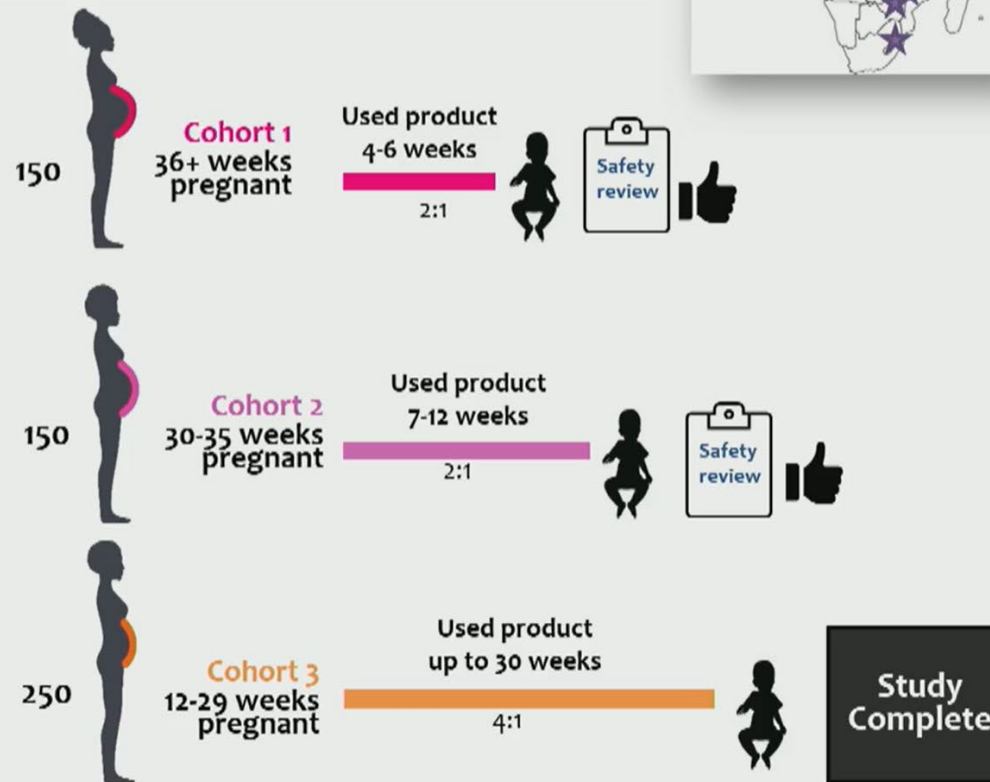 150
Cohort 1
36+ weeks
pregnant
Used product
4-6 weeks
2:1
Safety
review
150
Cohort 2
30-35 weeks
pregnant
Used product
7-12 weeks
2:1
Safety
review
250
Cohort 3
12-29 weeks
pregnant
Used product
up to 30 weeks
4:1
Study
Complete